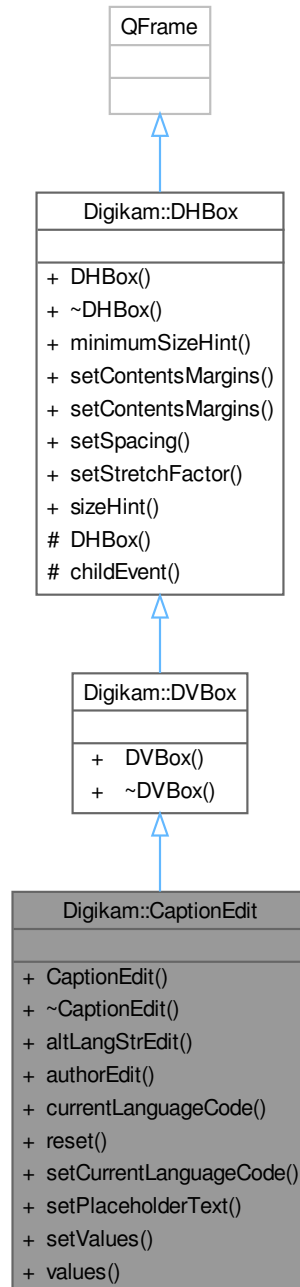 QFrame
Digikam::DHBox
+ DHBox()
+ ~DHBox()
+ minimumSizeHint()
+ setContentsMargins()
+ setContentsMargins()
+ setSpacing()
+ setStretchFactor()
+ sizeHint()
# DHBox()
# childEvent()
Digikam::DVBox
+ DVBox()
+ ~DVBox()
Digikam::CaptionEdit
+ CaptionEdit()
+ ~CaptionEdit()
+ altLangStrEdit()
+ authorEdit()
+ currentLanguageCode()
+ reset()
+ setCurrentLanguageCode()
+ setPlaceholderText()
+ setValues()
+ values()